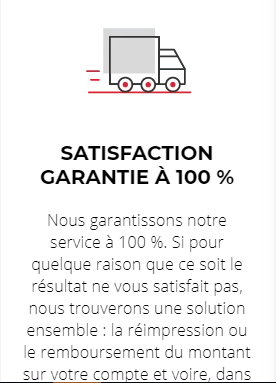 SATISFACTION
GARANTIE À 100 %
Nous garantissons notre
service à 100 %. Si pour
quelque raison que ce soit le
résultat ne vous satisfait pas,
nous trouverons une solution
ensemble : la réimpression ou
le remboursement du montant
sur votre compte et voire, dans